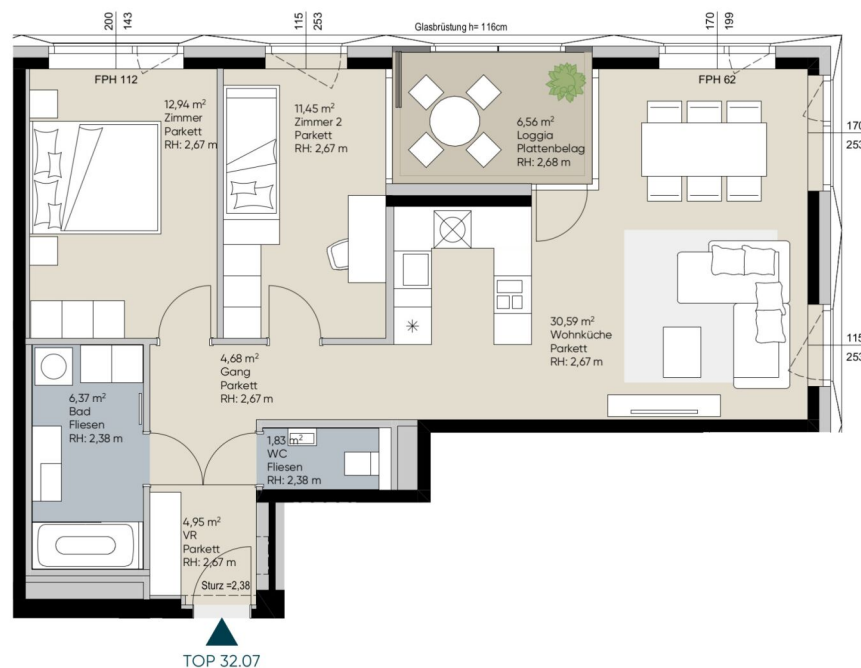 200
143
115
253
Glasbrüstung h= 116cm
170
199
FPH 112
FPH 62
12,94 m²
Zimmer
Parkett
RH: 2,67 m
11,45 m²
Zimmer 2
Parkett
RH: 2,67 m
6,56 m²
Loggia
Plattenbelag
RH: 2,68 m
170
253
30,59 m²
Wohnküche
Parkett
RH: 2,67 m
115
253
4,68 m²
Gang
Parkett
RH: 2,67 m
6,37 m²
Bad
Fliesen
RH: 2,38 m
1,83 m²
WC
Fliesen
RH: 2,38 m
4,95 m²
VR
Parkett
RH: 2,67 m
Sturz =2,38
TOP 32.07